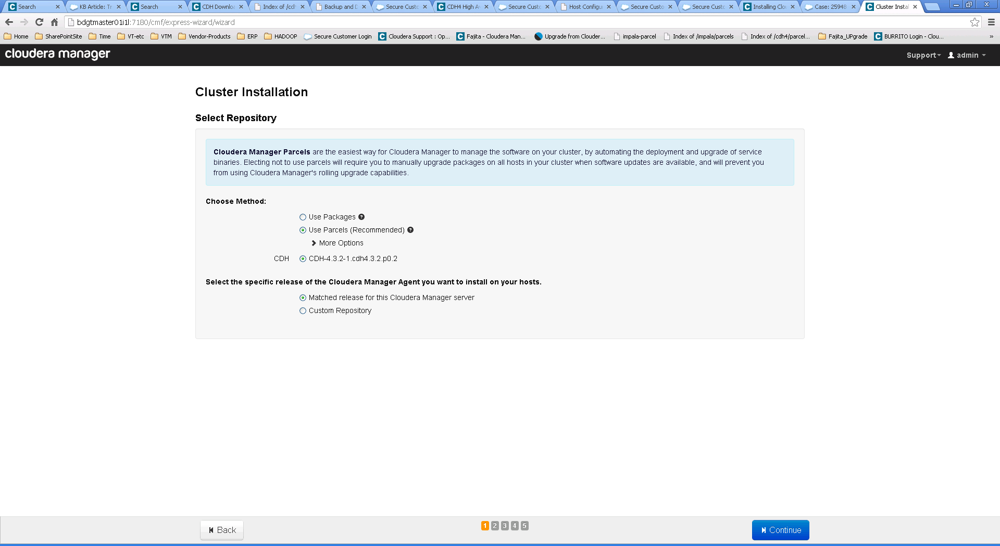 Search
KB Article: Tr
Search
CDH Downloa
Index of /cdh
Backup and D
Secure Custo
CDH4 High Av
Secure Custo
Host Configu
Secure Custo
Secure Custo
Installing Clou
Case: 25948
Cluster Instal
bdgtmaster01i1l:7180/cmf/express-wizard/wizard
Home
SharePointSite
Time
VT-etc
VTM
Vendor-Products
ERP
HADOOP
Secure Customer Login
Cloudera Support : Op...
Fajita - Cloudera Man...
Upgrade from Clouder...
impala-parcel
Index of /impala/parcels
Index of /cdh4/parcel...
Fajita_UPgrade
BURRITO Login - Clou...
»
cloudera manager
Support
admin
Cluster Installation
Select Repository
Cloudera Manager Parcels are the easiest way for Cloudera Manager to manage the software on your cluster, by automating the deployment and upgrade of service
binaries. Electing not to use parcels will require you to manually upgrade packages on all hosts in your cluster when software updates are available, and will prevent you
from using Cloudera Manager's rolling upgrade capabilities.
Choose Method:
Use Packages ?
Use Parcels (Recommended) ?
More Options
CDH CDH-4.3.2-1.cdh4.3.2.p0.2
Select the specific release of the Cloudera Manager Agent you want to install on your hosts.
Matched release for this Cloudera Manager server
Custom Repository
Back
1 2 3 4 5
Continue